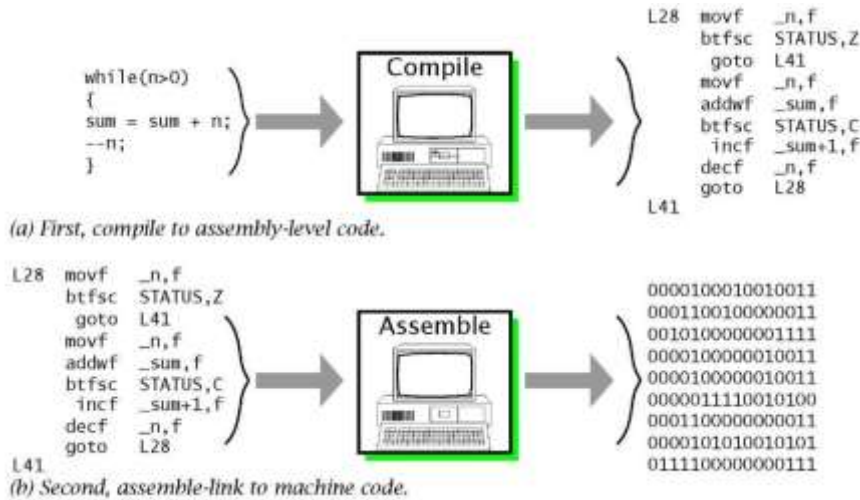 while(n>0)
{
sum = sum + n;
--n;
}
Compile
L28 movf _n,f
btfsc STATUS,Z
goto L41
movf _n,f
addwf _sum,f
btfsc STATUS,C
incf _sum+1,f
decf _n,f
goto L28
L41
(a) First, compile to assembly-level code.
L28 movf _n,f
btfsc STATUS,Z
goto L41
movf _n,f
addwf _sum,f
btfsc STATUS,C
incf _sum+1,f
decf _n,f
goto L28
L41
Assemble
0000100010010011
0001100100000011
0010100000001111
0000100000010011
0000100000010011
0000011110010100
0001100000000011
0000101010010101
0111100000000111
(b) Second, assemble-link to machine code.